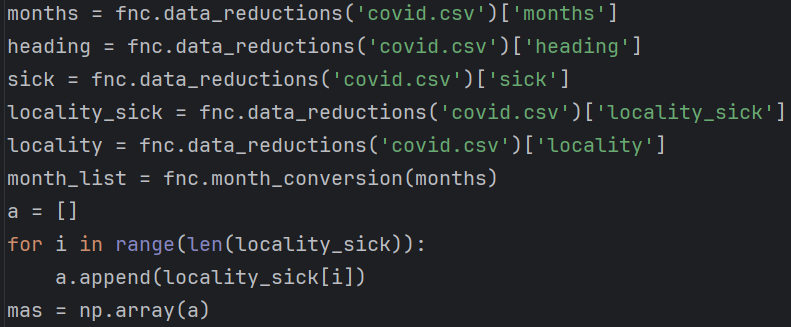 months = fnc.data_reductions('covid.csv')['months']
heading = fnc.data_reductions('covid.csv')['heading']
sick = fnc.data_reductions('covid.csv')['sick']
locality_sick = fnc.data_reductions('covid.csv')['locality_sick']
locality = fnc.data_reductions('covid.csv')['locality']
month_list = fnc.month_conversion(months)
a = []
for i in range(len(locality_sick)):
    a.append(locality_sick[i])
mas = np.array(a)